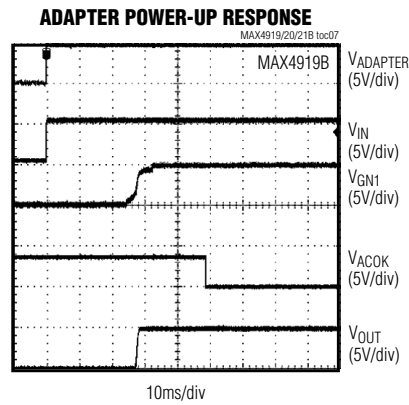 ADAPTER POWER-UP RESPONSE
MAX4919/20/21B toc07
MAX4919B
VADAPTER
(5V/div)
VIN
(5V/div)
VGN1
(5V/div)
VACOK
(5V/div)
VOUT
(5V/div)
10ms/div